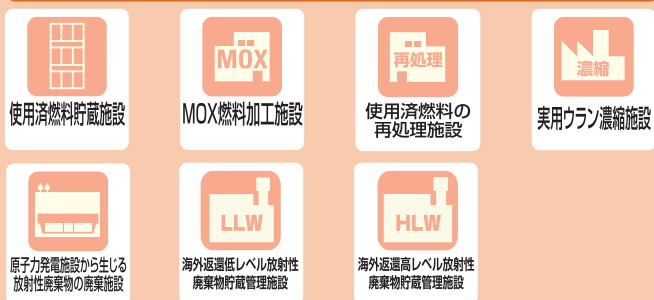 MOX
再処理
濃縮
使用済燃料貯蔵施設
MOX燃料加工施設
使用済燃料の
再処理施設
実用ウラン濃縮施設
LLW
HLW
原子力発電施設から生じる
放射性廃棄物の廃棄施設
海外返還低レベル放射性
廃棄物貯蔵管理施設
海外返還高レベル放射性
廃棄物貯蔵管理施設